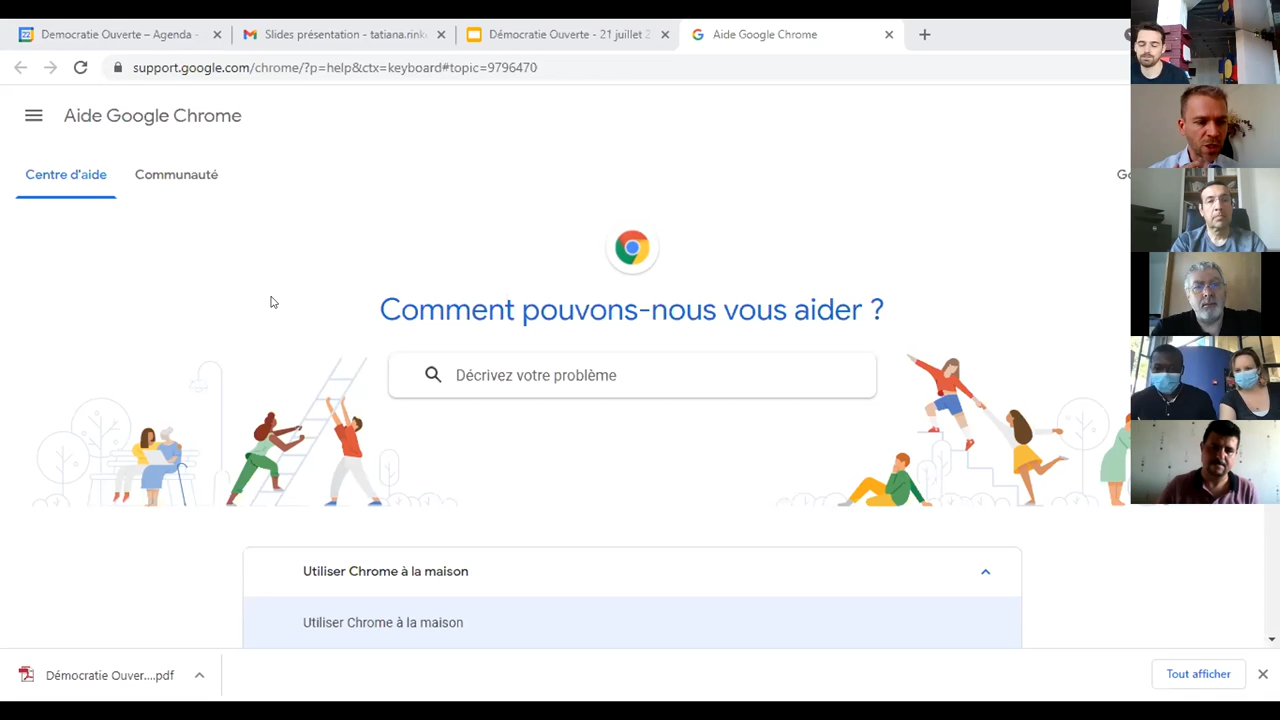 Democratie Ouverte – Agenda -
Slides présentation - tatiana.rink
Démocratie Ouverte - 21 juillet 2
Aide Google Chrome
support.google.com/chrome/?p=help&ctx=keyboard#topic=9796470
Aide Google Chrome
Centre d'aide
Communauté
Go
Comment pouvons-nous vous aider ?
Décrivez votre problème
Utiliser Chrome à la maison
Utiliser Chrome à la maison
Démocratie Ouver....pdf
Tout afficher